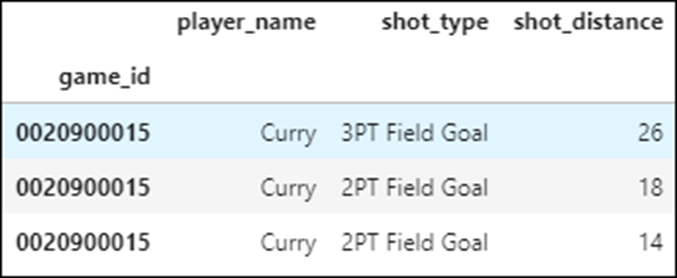 player_name shot_type shot_distance
game_id
0020900015 Curry 3PT Field Goal 26
0020900015 Curry 2PT Field Goal 18
0020900015 Curry 2PT Field Goal 14